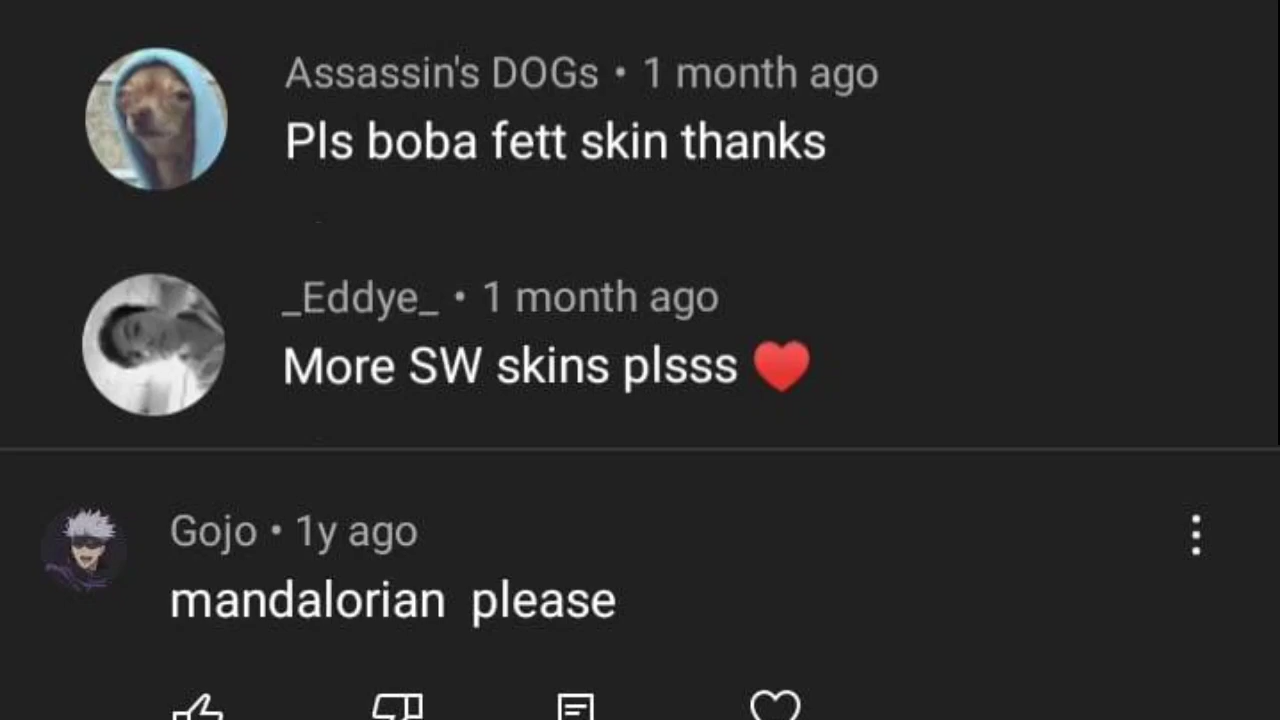 Assassin's DOGs • 1 month ago
Pls boba fett skin thanks
_Eddye_ • 1 month ago
More SW skins plsss ❤️
Gojo • 1y ago
mandalorian  please